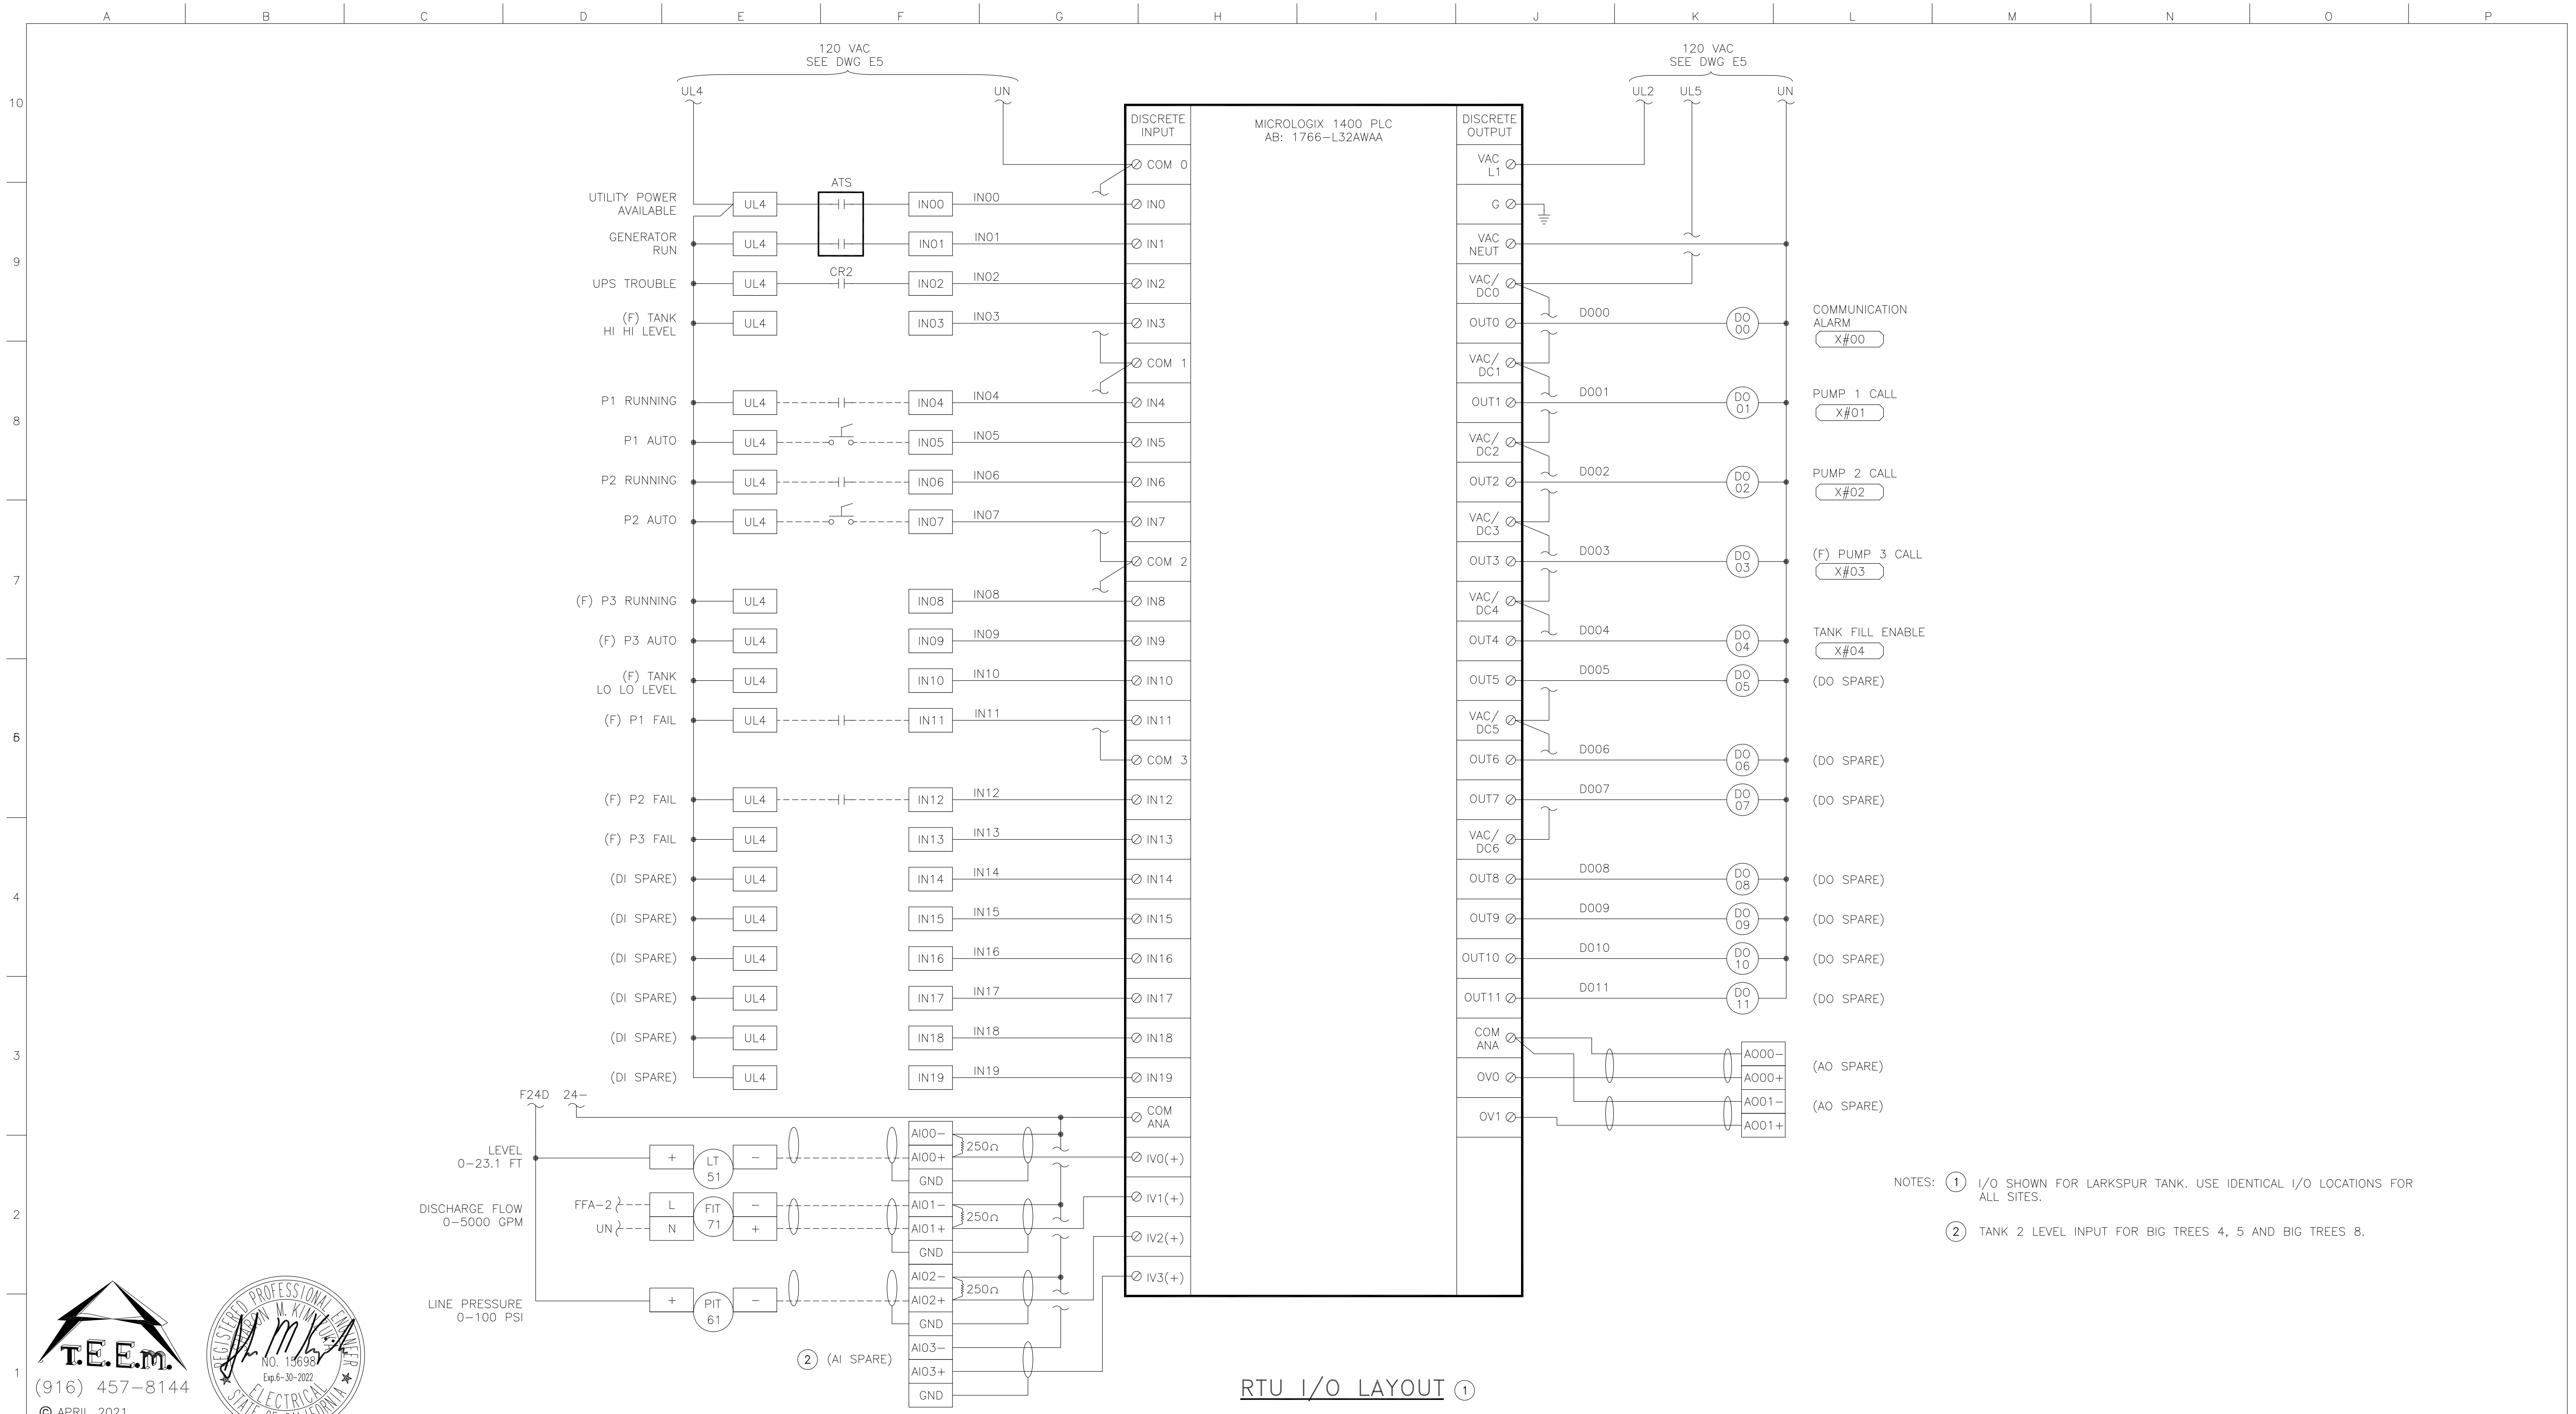 A B C D E F G H I J K L M N O P
120 VAC
SEE DWG E5
120 VAC
SEE DWG E5
10
UL4 UN UL2 UL5 UN
DISCRETE
INPUT
MICROLOGIX 1400 PLC
AB: 1766-L32AWAA
DISCRETE
OUTPUT
COM 0
VAC
L1
ATS
UTILITY POWER
AVAILABLE
UL4 IN00 IN00 IN0
G
GENERATOR
RUN
UL4 IN01 IN01 IN1
VAC
NEUT
9
CR2
UPS TROUBLE UL4 IN02 IN02 IN2
VAC/
DC0
(F) TANK
HI HI LEVEL
UL4 IN03 IN03 IN3
OUT0 D000 DO
00
COMMUNICATION
ALARM
X#00
COM 1
VAC/
DC1
P1 RUNNING UL4 IN04 IN04 IN4
OUT1 D001 DO
01
PUMP 1 CALL
X#01
8
P1 AUTO UL4 IN05 IN05 IN5
VAC/
DC2
P2 RUNNING UL4 IN06 IN06 IN6
OUT2 D002 DO
02
PUMP 2 CALL
X#02
P2 AUTO UL4 IN07 IN07 IN7
VAC/
DC3
COM 2
OUT3 D003 DO
03
(F) PUMP 3 CALL
X#03
7
(F) P3 RUNNING UL4 IN08 IN08 IN8
VAC/
DC4
(F) P3 AUTO UL4 IN09 IN09 IN9
OUT4 D004 DO
04
TANK FILL ENABLE
X#04
(F) TANK
LO LO LEVEL
UL4 IN10 IN10 IN10
OUT5 D005 DO
05
(DO SPARE)
(F) P1 FAIL UL4 IN11 IN11 IN11
VAC/
DC5
COM 3
OUT6 D006 DO
06
(DO SPARE)
(F) P2 FAIL UL4 IN12 IN12 IN12
OUT7 D007 DO
07
(DO SPARE)
(F) P3 FAIL UL4 IN13 IN13 IN13
VAC/
DC6
(DI SPARE) UL4 IN14 IN14 IN14
OUT8 D008 DO
08
(DO SPARE)
4
(DI SPARE) UL4 IN15 IN15 IN15
OUT9 D009 DO
09
(DO SPARE)
(DI SPARE) UL4 IN16 IN16 IN16
OUT10 D010 DO
10
(DO SPARE)
(DI SPARE) UL4 IN17 IN17 IN17
OUT11 D011 DO
11
(DO SPARE)
(DI SPARE) UL4 IN18 IN18 IN18
COM
ANA
3
AO00-
(AO SPARE)
(DI SPARE) UL4 IN19 IN19 IN19
OV0
AO00+
F24D 24-
AO01-
(AO SPARE)
COM
ANA
OV1
AO01+
LEVEL
0-23.1 FT
+ LT
51 -
AI00-
AI00+
GND
250Ω
IV0(+)
DISCHARGE FLOW
0-5000 GPM
FFA-2 L FIT
71 -
UN N +
AI01-
AI01+
GND
250Ω
IV1(+)
2
IV2(+)
LINE PRESSURE
0-100 PSI
+ PIT
61 -
AI02-
AI02+
GND
250Ω
IV3(+)
2 (AI SPARE)
AI03-
AI03+
GND
1
NOTES: 1 I/O SHOWN FOR LARKSPUR TANK. USE IDENTICAL I/O LOCATIONS FOR
ALL SITES.
2 TANK 2 LEVEL INPUT FOR BIG TREES 4, 5 AND BIG TREES 8.
RTU I/O LAYOUT 1
T.E.E.m.
(916) 457-8144
© APRIL 2021
REGISTERED PROFESSIONAL ENGINEER
NO. 15698
Exp.6-30-2022
ELECTRICAL